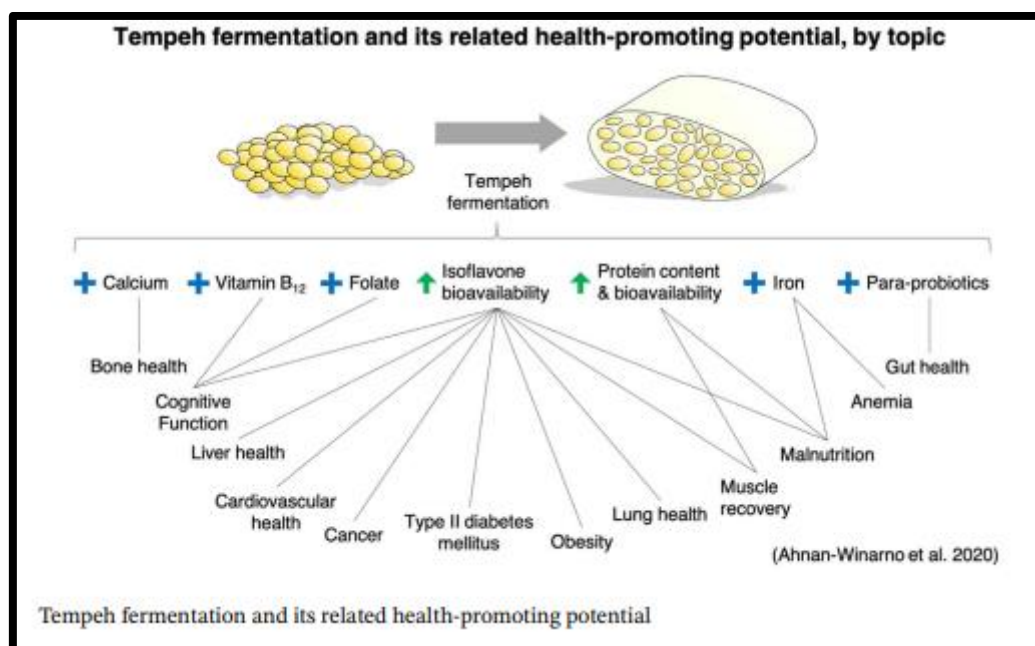 Tempeh fermentation and its related health-promoting potential, by topic
Tempeh
fermentation
Calcium
Vitamin B₁₂
Folate
Isoflavone
bioavailability
Protein content
& bioavailability
Iron
Para-probiotics
Bone health
Cognitive
Function
Liver health
Cardiovascular
health
Cancer
Type II diabetes
mellitus
Obesity
Lung health
Muscle
recovery
Malnutrition
Anemia
Gut health
(Ahnan-Winarno et al. 2020)
Tempeh fermentation and its related health-promoting potential